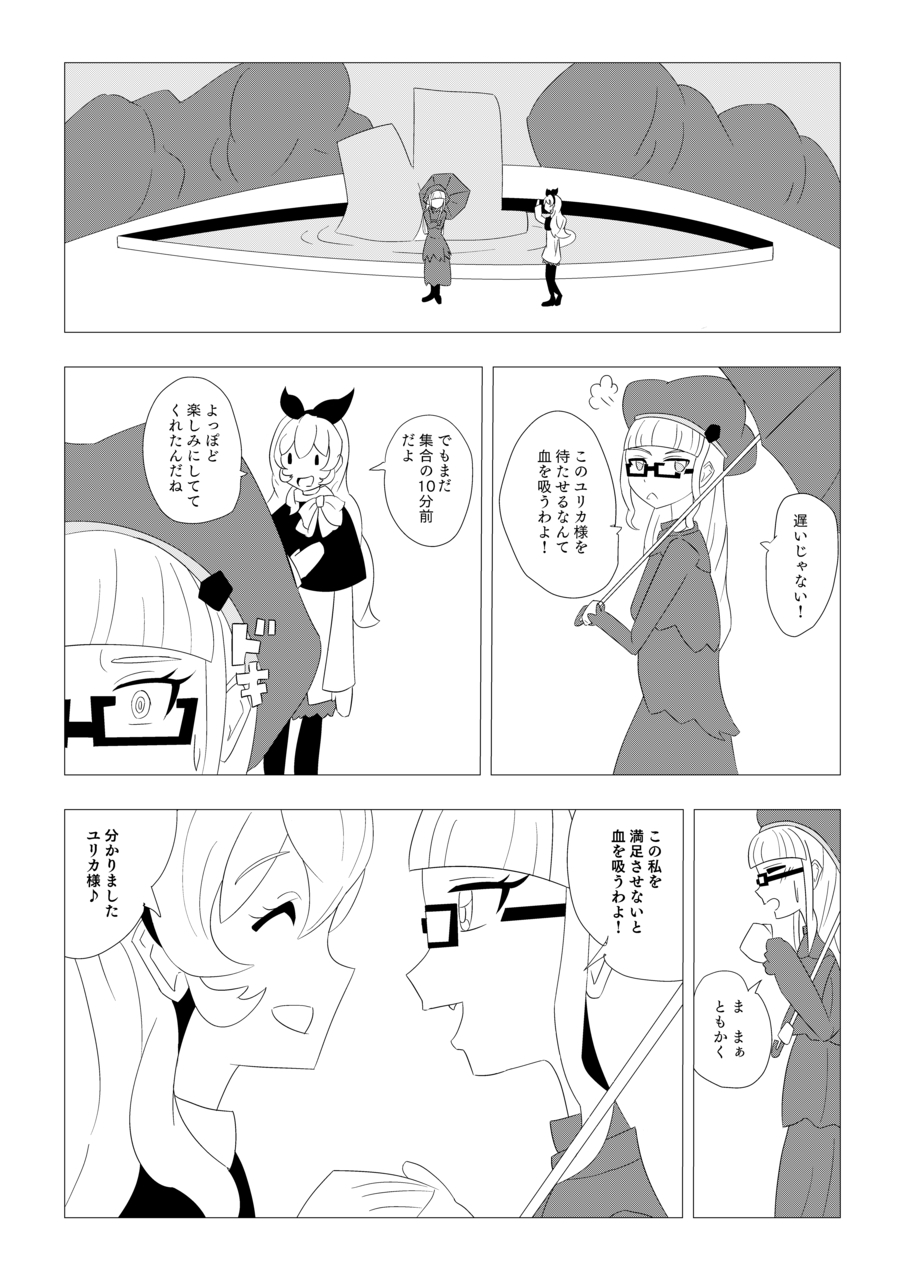 遅いじゃない！
このユリカ様を
待たせるなんて
血を吸うわよ！
でもまだ
集合の10分前
だよ
よっぽど
楽しみにしてて
くれたんだね
ドキ
ま　まぁ
ともかく
この私を
満足させないと
血を吸うわよ！
分かりました
ユリカ様♪